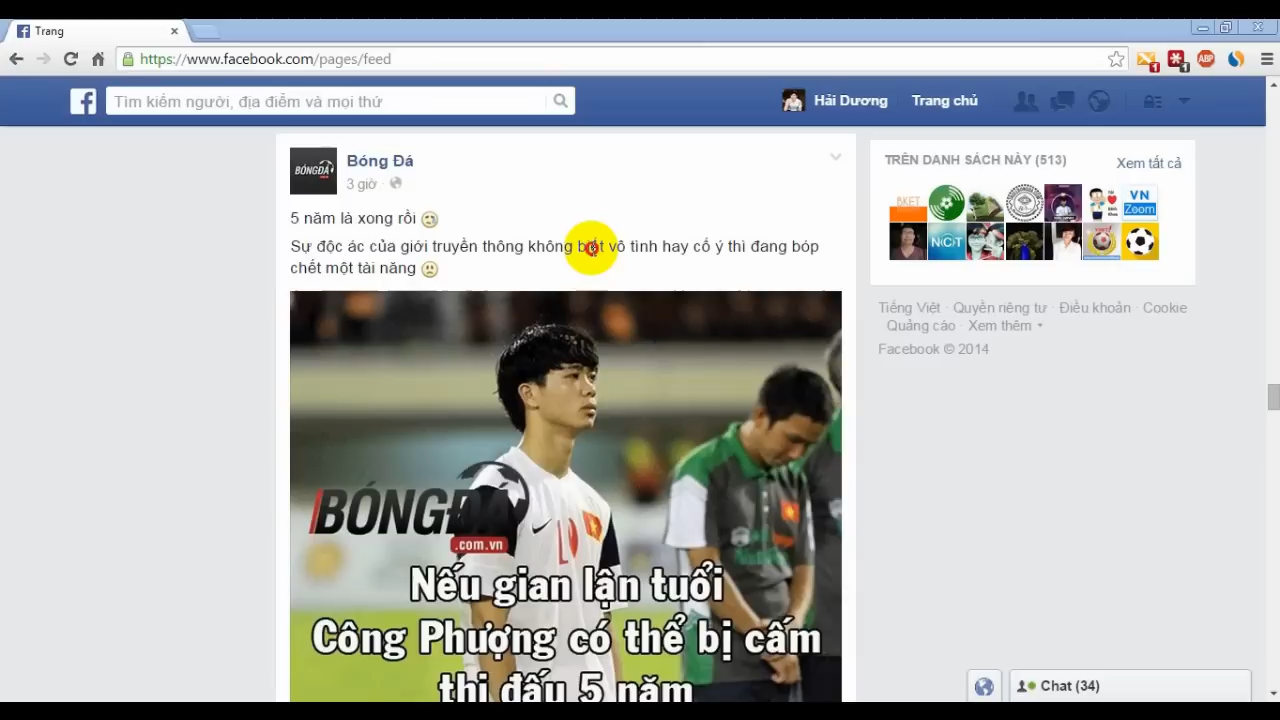 Trang
https://www.facebook.com/pages/feed
1
1
ABP
Tìm kiếm người, địa điểm và mọi thứ
Hải Dương
Trang chủ
BÓNGĐÁ
Bóng Đá
3 giờ
5 năm là xong rồi
Sự độc ác của giới truyền thông không biết vô tình hay cố ý thì đang bóp
chết một tài năng
BÓNGĐÁ
.com.vn
Nếu gian lận tuổi
Công Phượng có thể bị cấm
thi đấu 5 năm
TRÊN DANH SÁCH NÀY (513)
Xem tất cả
BKET
VN
Zoom
NCT
Tiếng Việt · Quyền riêng tư · Điều khoản · Cookie
Quảng cáo · Xem thêm
Facebook © 2014
Chat (34)